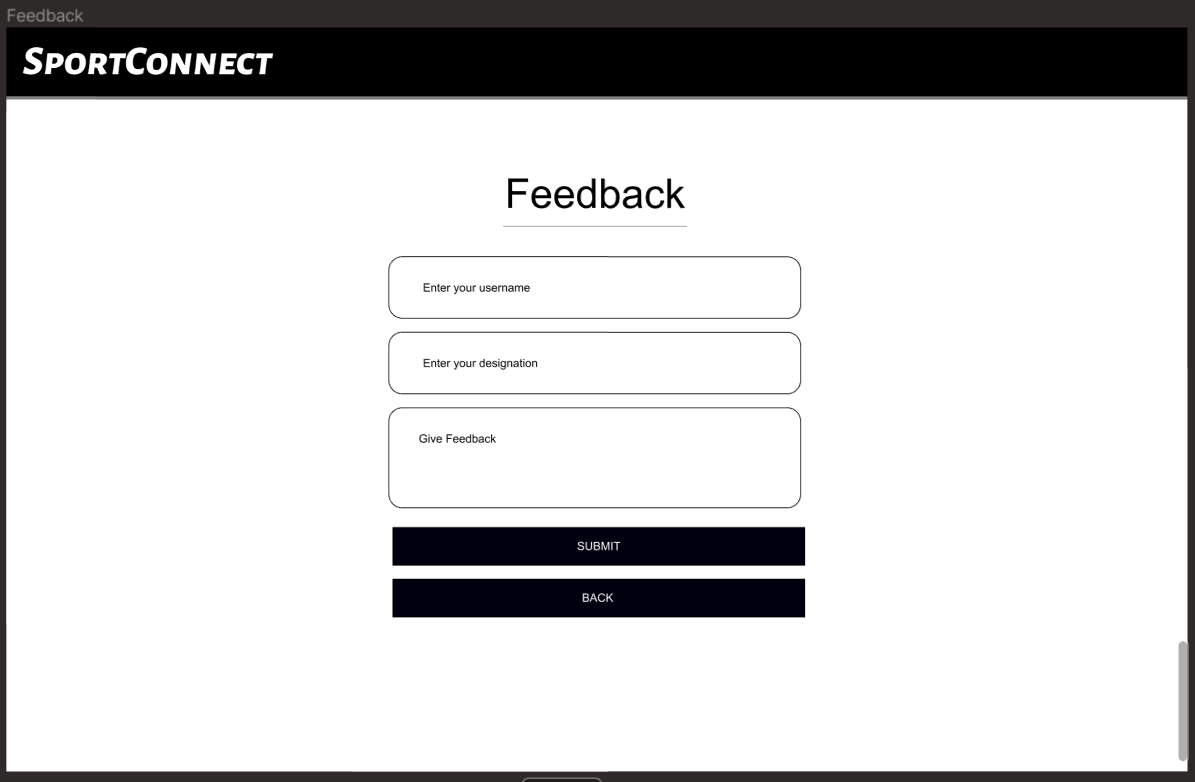 Feedback
SPORTCONNECT
Feedback
Enter your username
Enter your designation
Give Feedback
SUBMIT
BACK